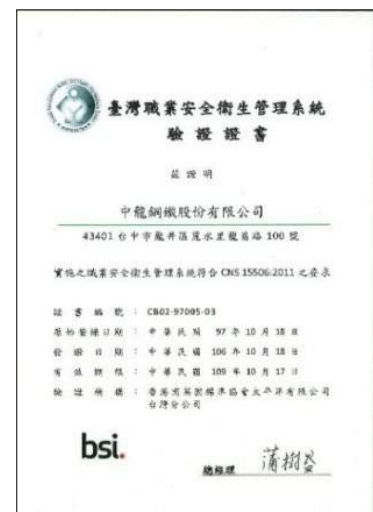 臺灣職業安全衛生管理系統
驗證證書
茲證明
中龍鋼鐵股份有限公司
43401 台中市龍井區麗水里龍昌路 100 號
實施之職業安全衛生管理系統符合 CNS 15506:2011 之要求
證書編號 : CB02-97005-03
原始登錄日期 : 中華民國 97 年 10 月 18 日
發證日期 : 中華民國 106 年 10 月 18 日
有效期限 : 中華民國 109 年 10 月 17 日
驗證機構 : 香港商英國標準協會太平洋有限公司
台灣分公司
bsi.
總經理 蒲樹盛